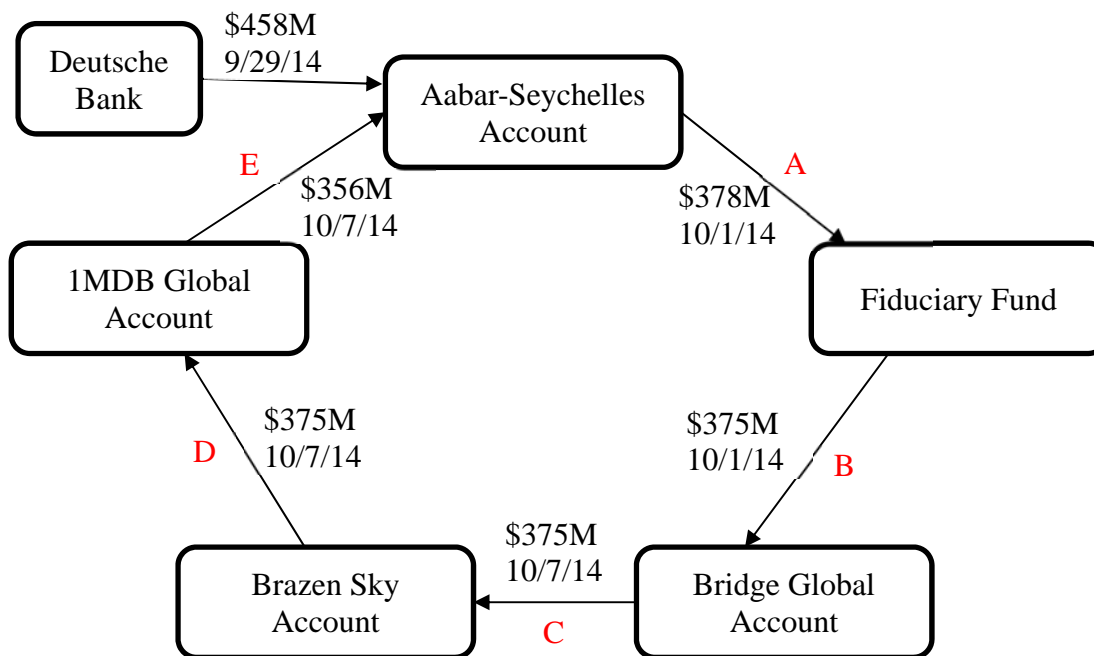 $458M
9/29/14
Deutsche
Bank
Aabar-Seychelles
Account
E
A
$356M
10/7/14
$378M
10/1/14
1MDB Global
Account
Fiduciary Fund
$375M
10/7/14
D
$375M
10/1/14
B
$375M
10/7/14
Brazen Sky
Account
C
Bridge Global
Account